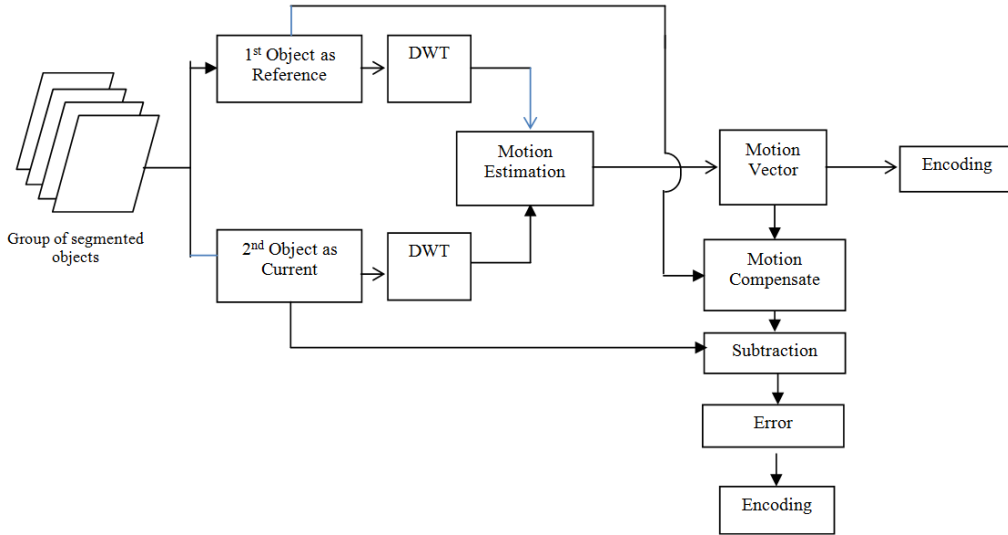 1st Object as
Reference
DWT
Motion
Estimation
Motion
Vector
Encoding
Group of segmented
objects
2nd Object as
Current
DWT
Motion
Compensate
Subtraction
Error
Encoding